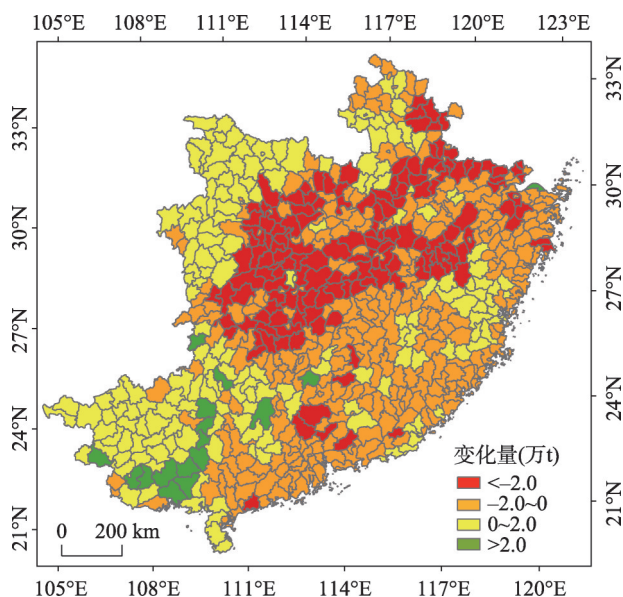 105°E 108°E 111°E 114°E 117°E 120°E 123°E
33°N
30°N
27°N
24°N
21°N
33°N
30°N
27°N
24°N
21°N
变化量(万t)
<–2.0
–2.0~0
0~2.0
>2.0
0 200 km
105°E 108°E 111°E 114°E 117°E 120°E